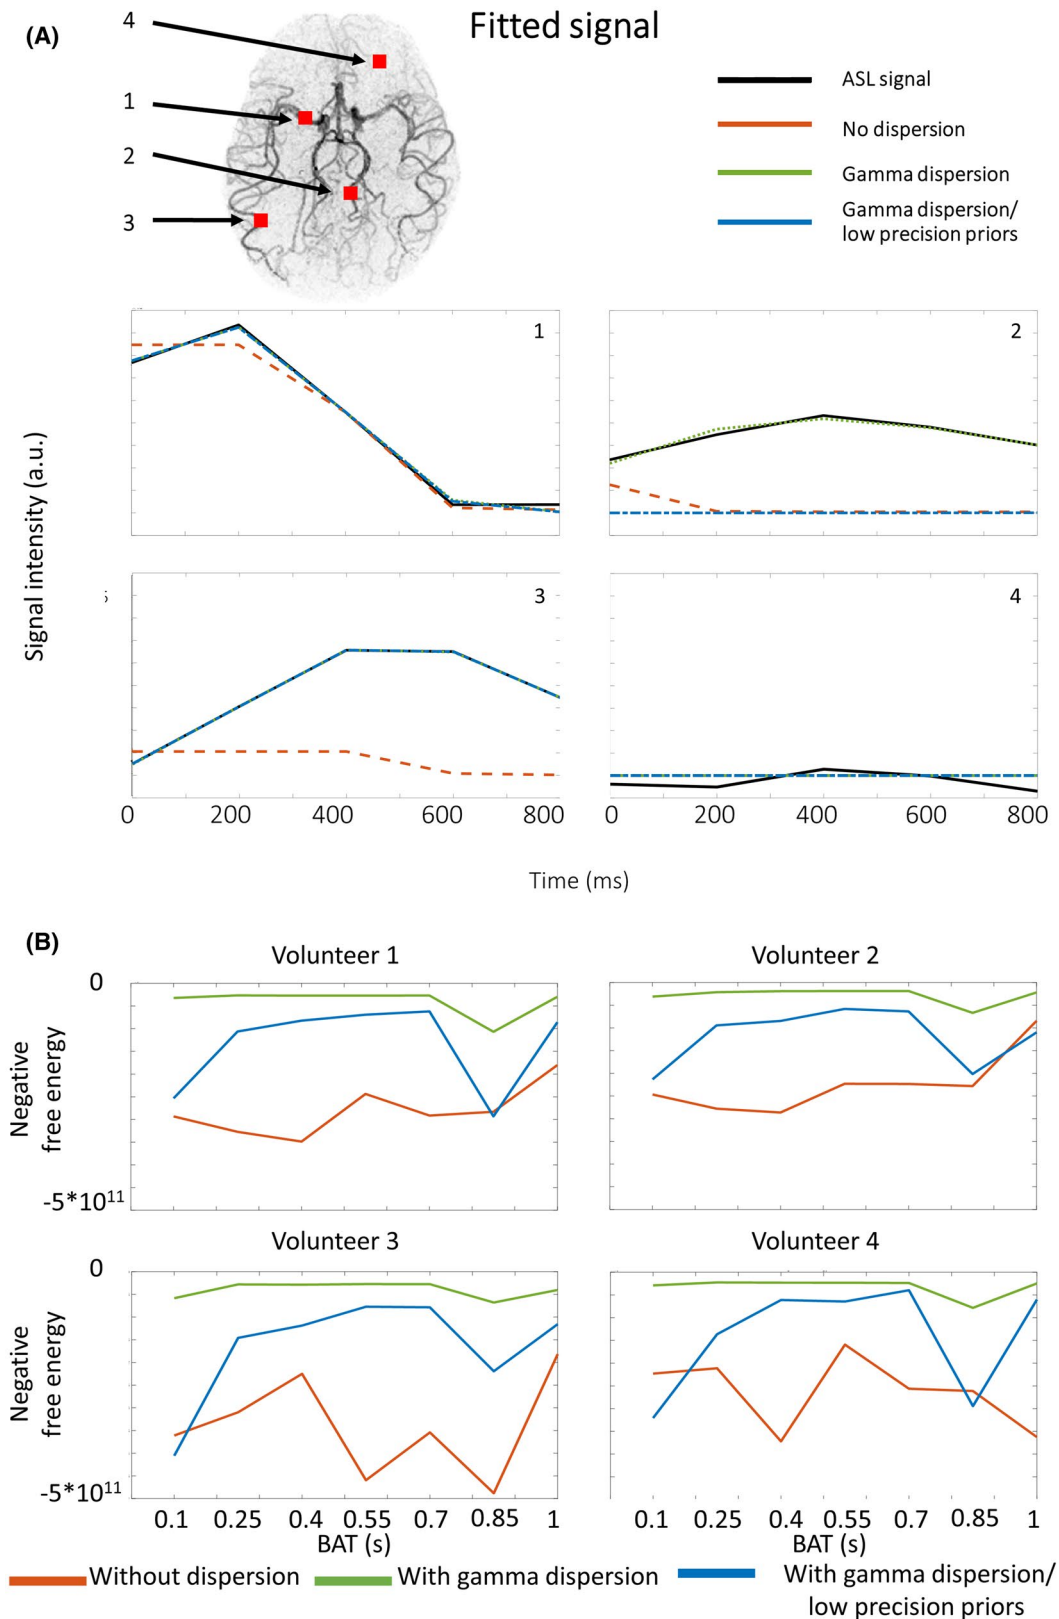 (A)
Fitted signal
4
1
2
3
ASL signal
No dispersion
Gamma dispersion
Gamma dispersion/
low precision priors
Signal intensity (a.u.)
1
2
3
4
0 200 400 600 800
0 200 400 600 800
Time (ms)
(B)
Volunteer 1
Volunteer 2
0
Negative
free energy
-5*10¹¹
Volunteer 3
Volunteer 4
0
Negative
free energy
-5*10¹¹
0.1 0.25 0.4 0.55 0.7 0.85 1
0.1 0.25 0.4 0.55 0.7 0.85 1
BAT (s)
BAT (s)
Without dispersion
With gamma dispersion
With gamma dispersion/
low precision priors